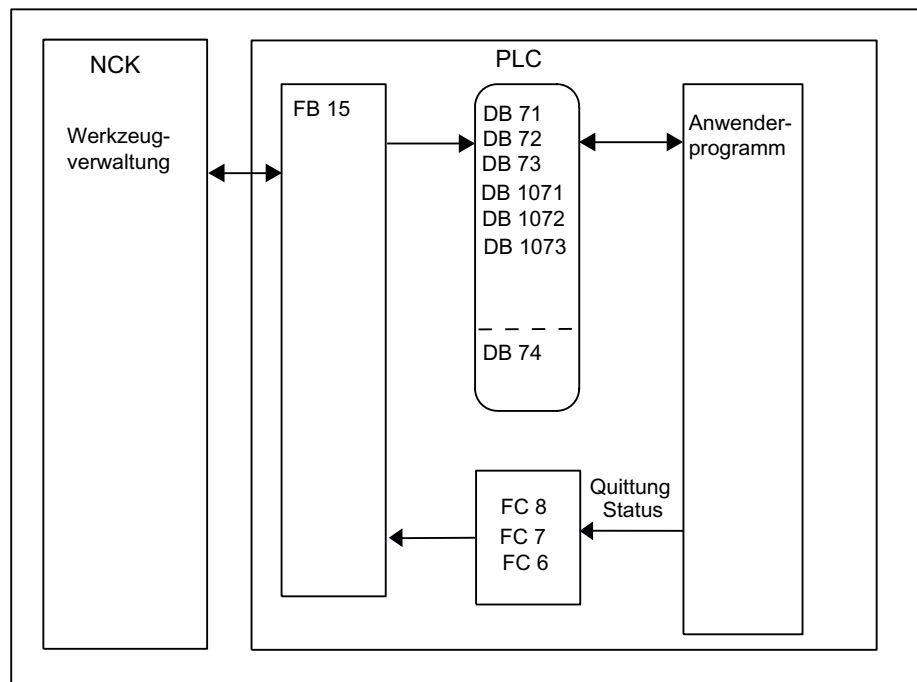 NCK
Werkzeug-
verwaltung
PLC
FB 15
DB 71
DB 72
DB 73
DB 1071
DB 1072
DB 1073
DB 74
Anwender-
programm
FC 8
FC 7
FC 6
Quittung
Status